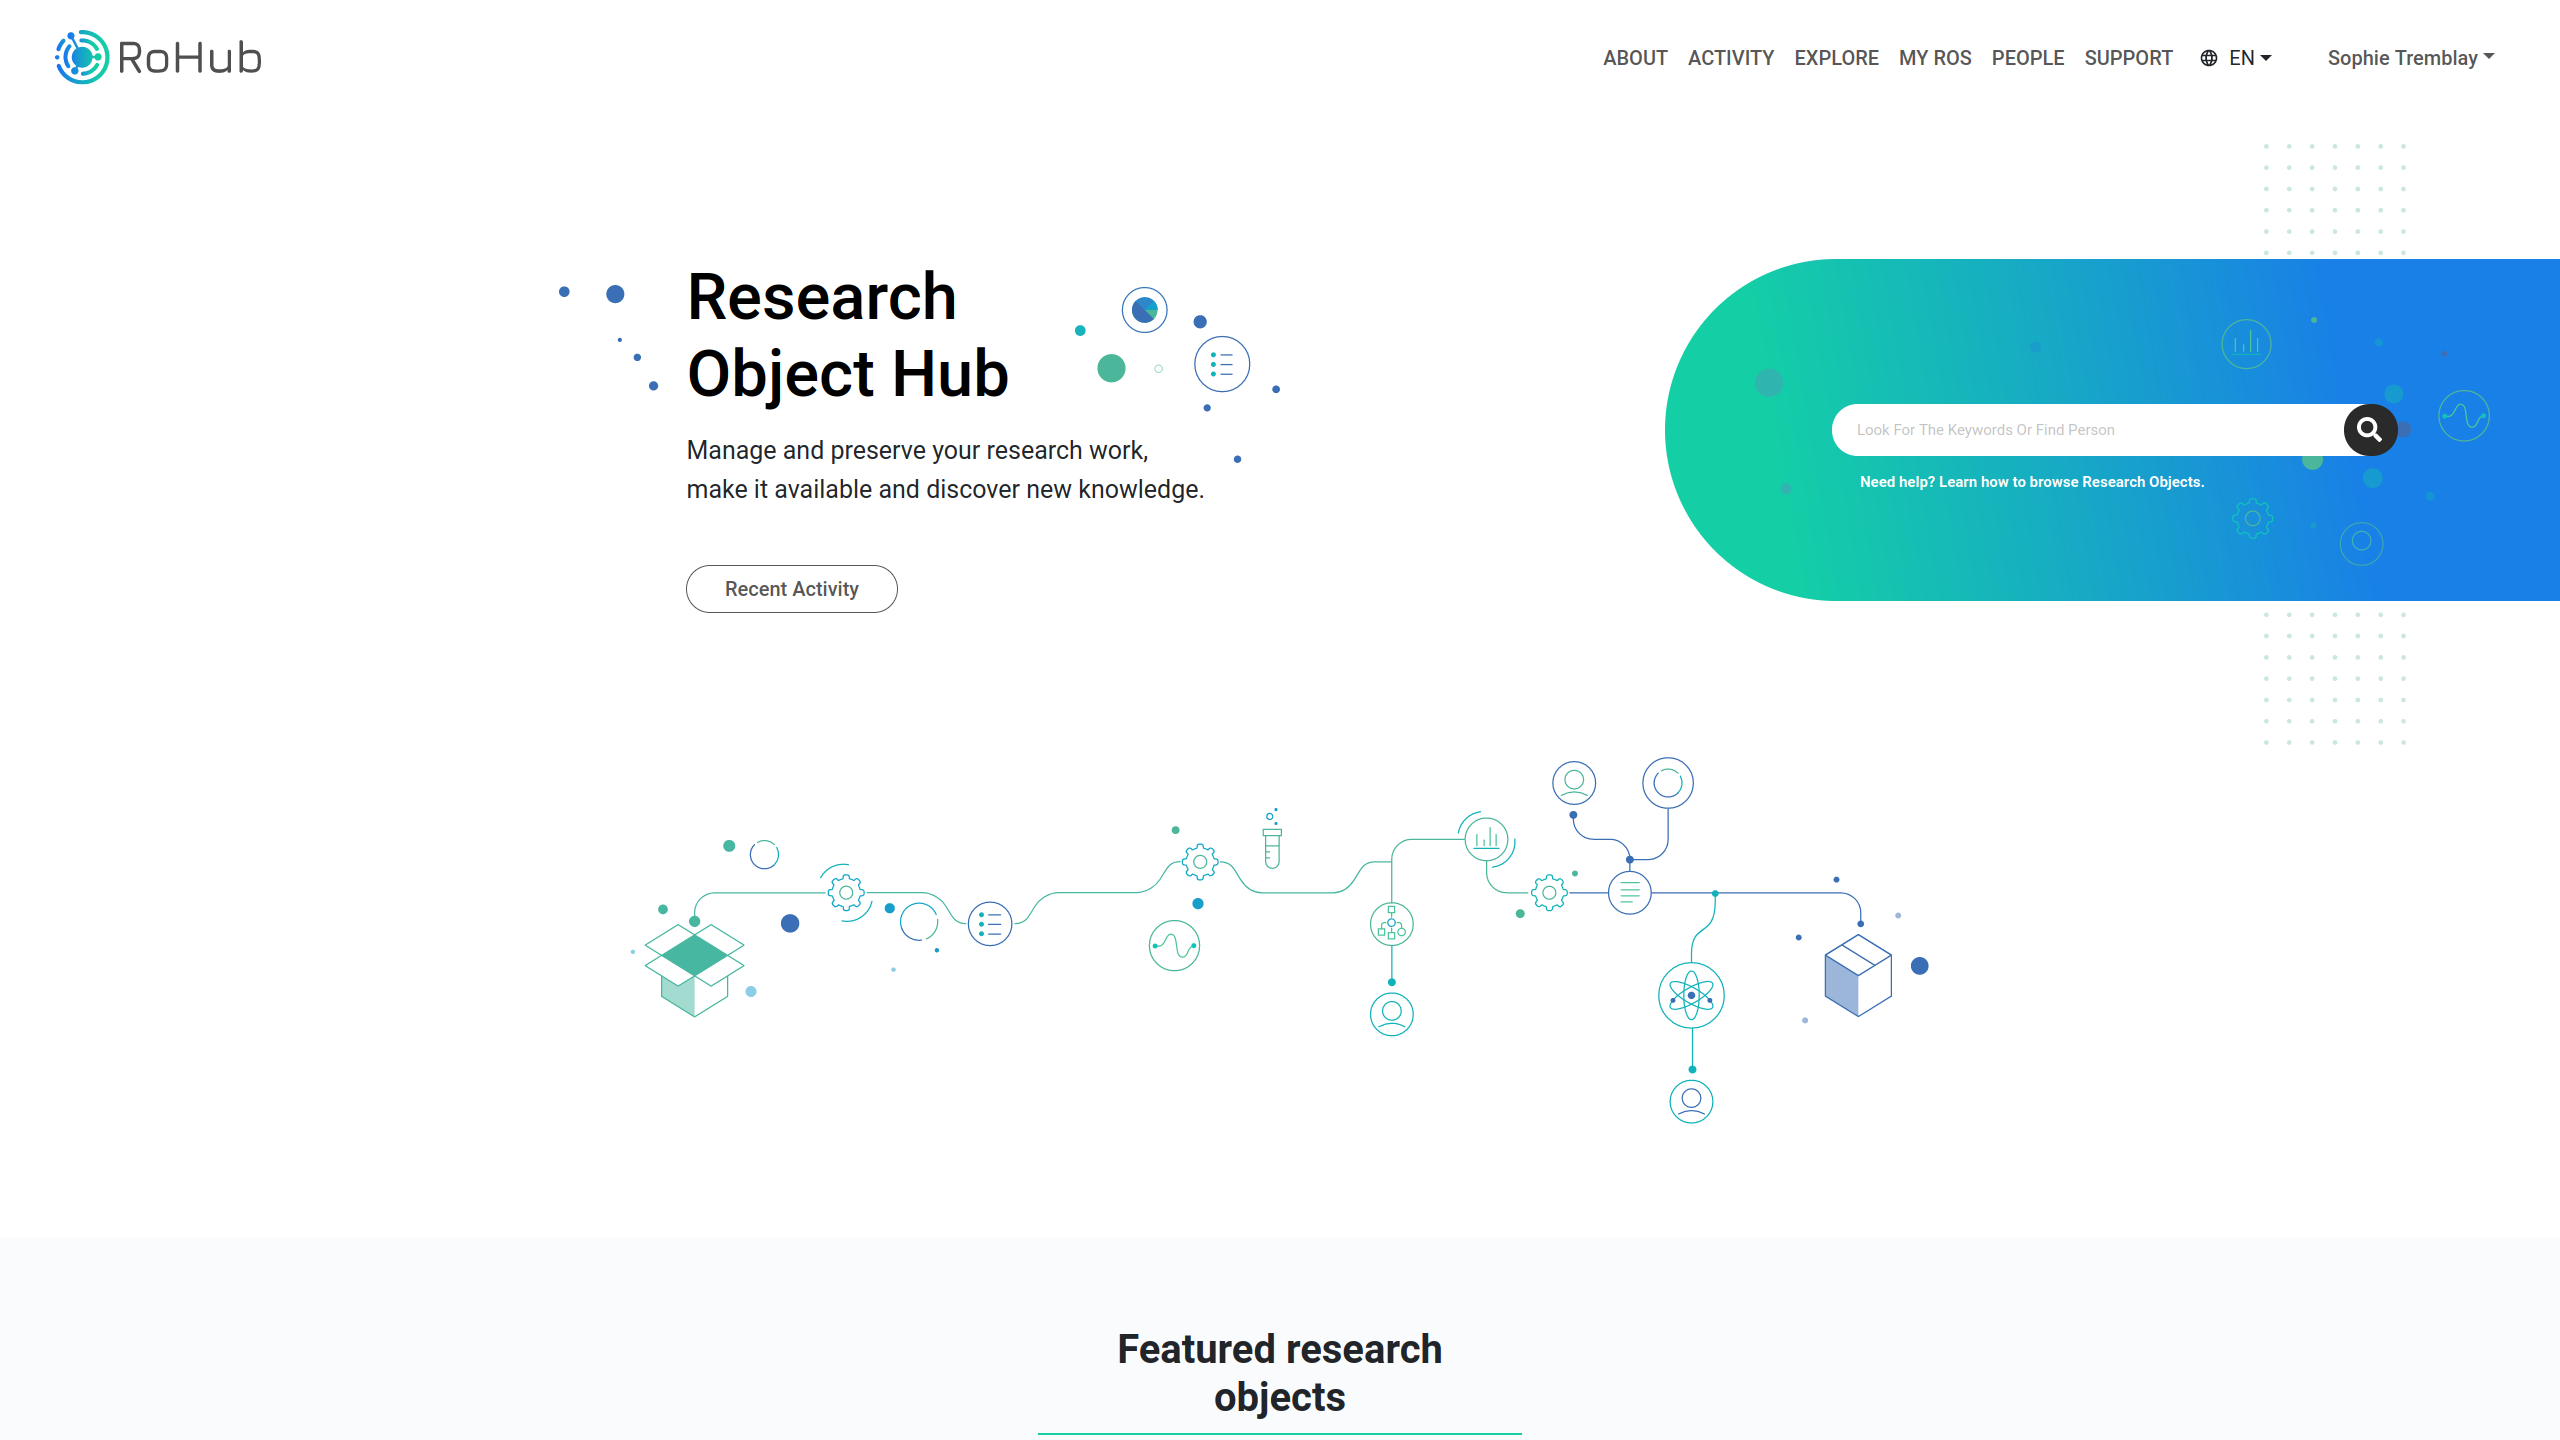 RoHub
ABOUT ACTIVITY EXPLORE MY ROS PEOPLE SUPPORT EN Sophie Tremblay
Research
Object Hub
Manage and preserve your research work,
make it available and discover new knowledge.
Recent Activity
Look For The Keywords Or Find Person
Need help? Learn how to browse Research Objects.
Featured research
objects